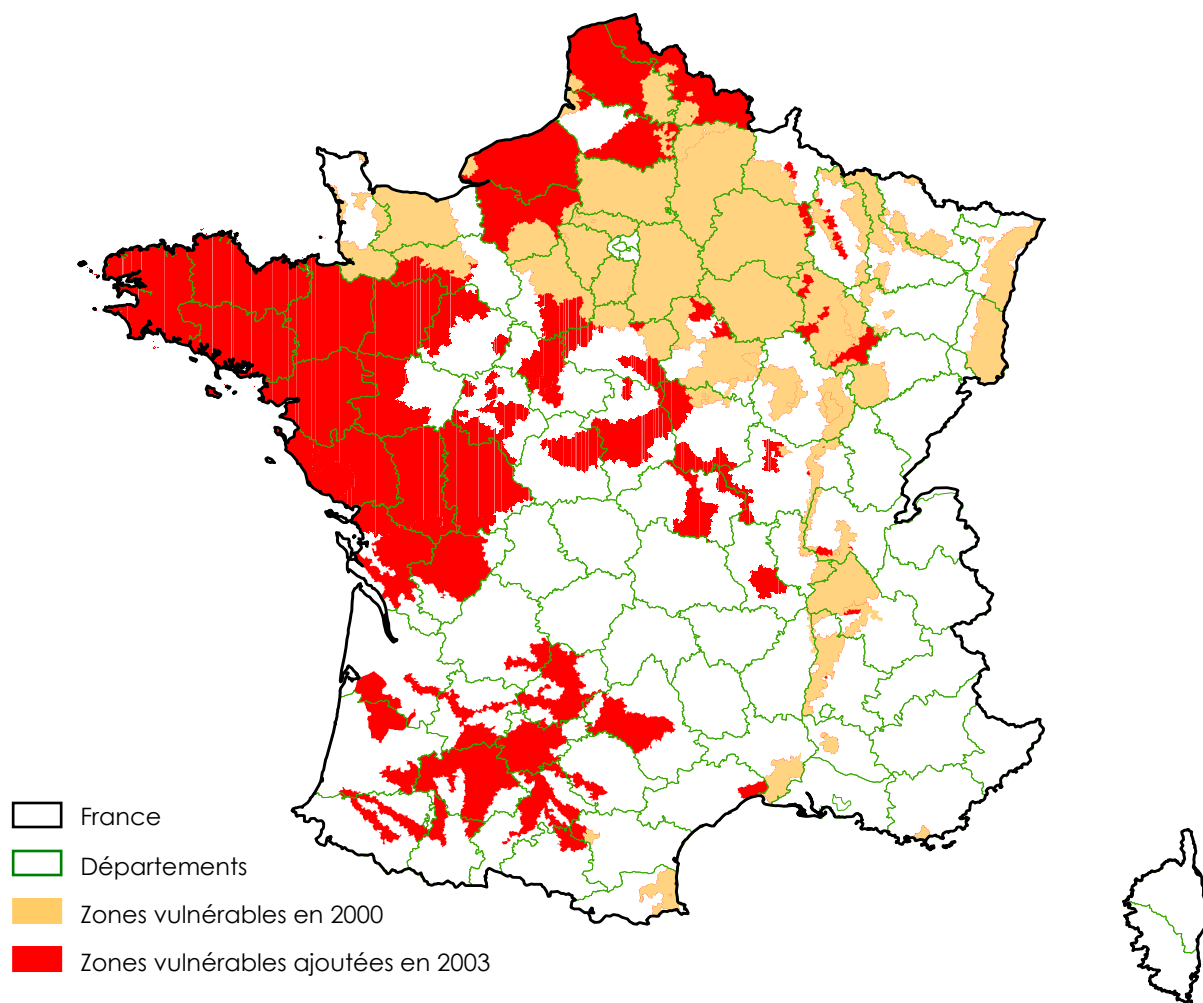 France
Départements
Zones vulnérables en 2000
Zones vulnérables ajoutées en 2003